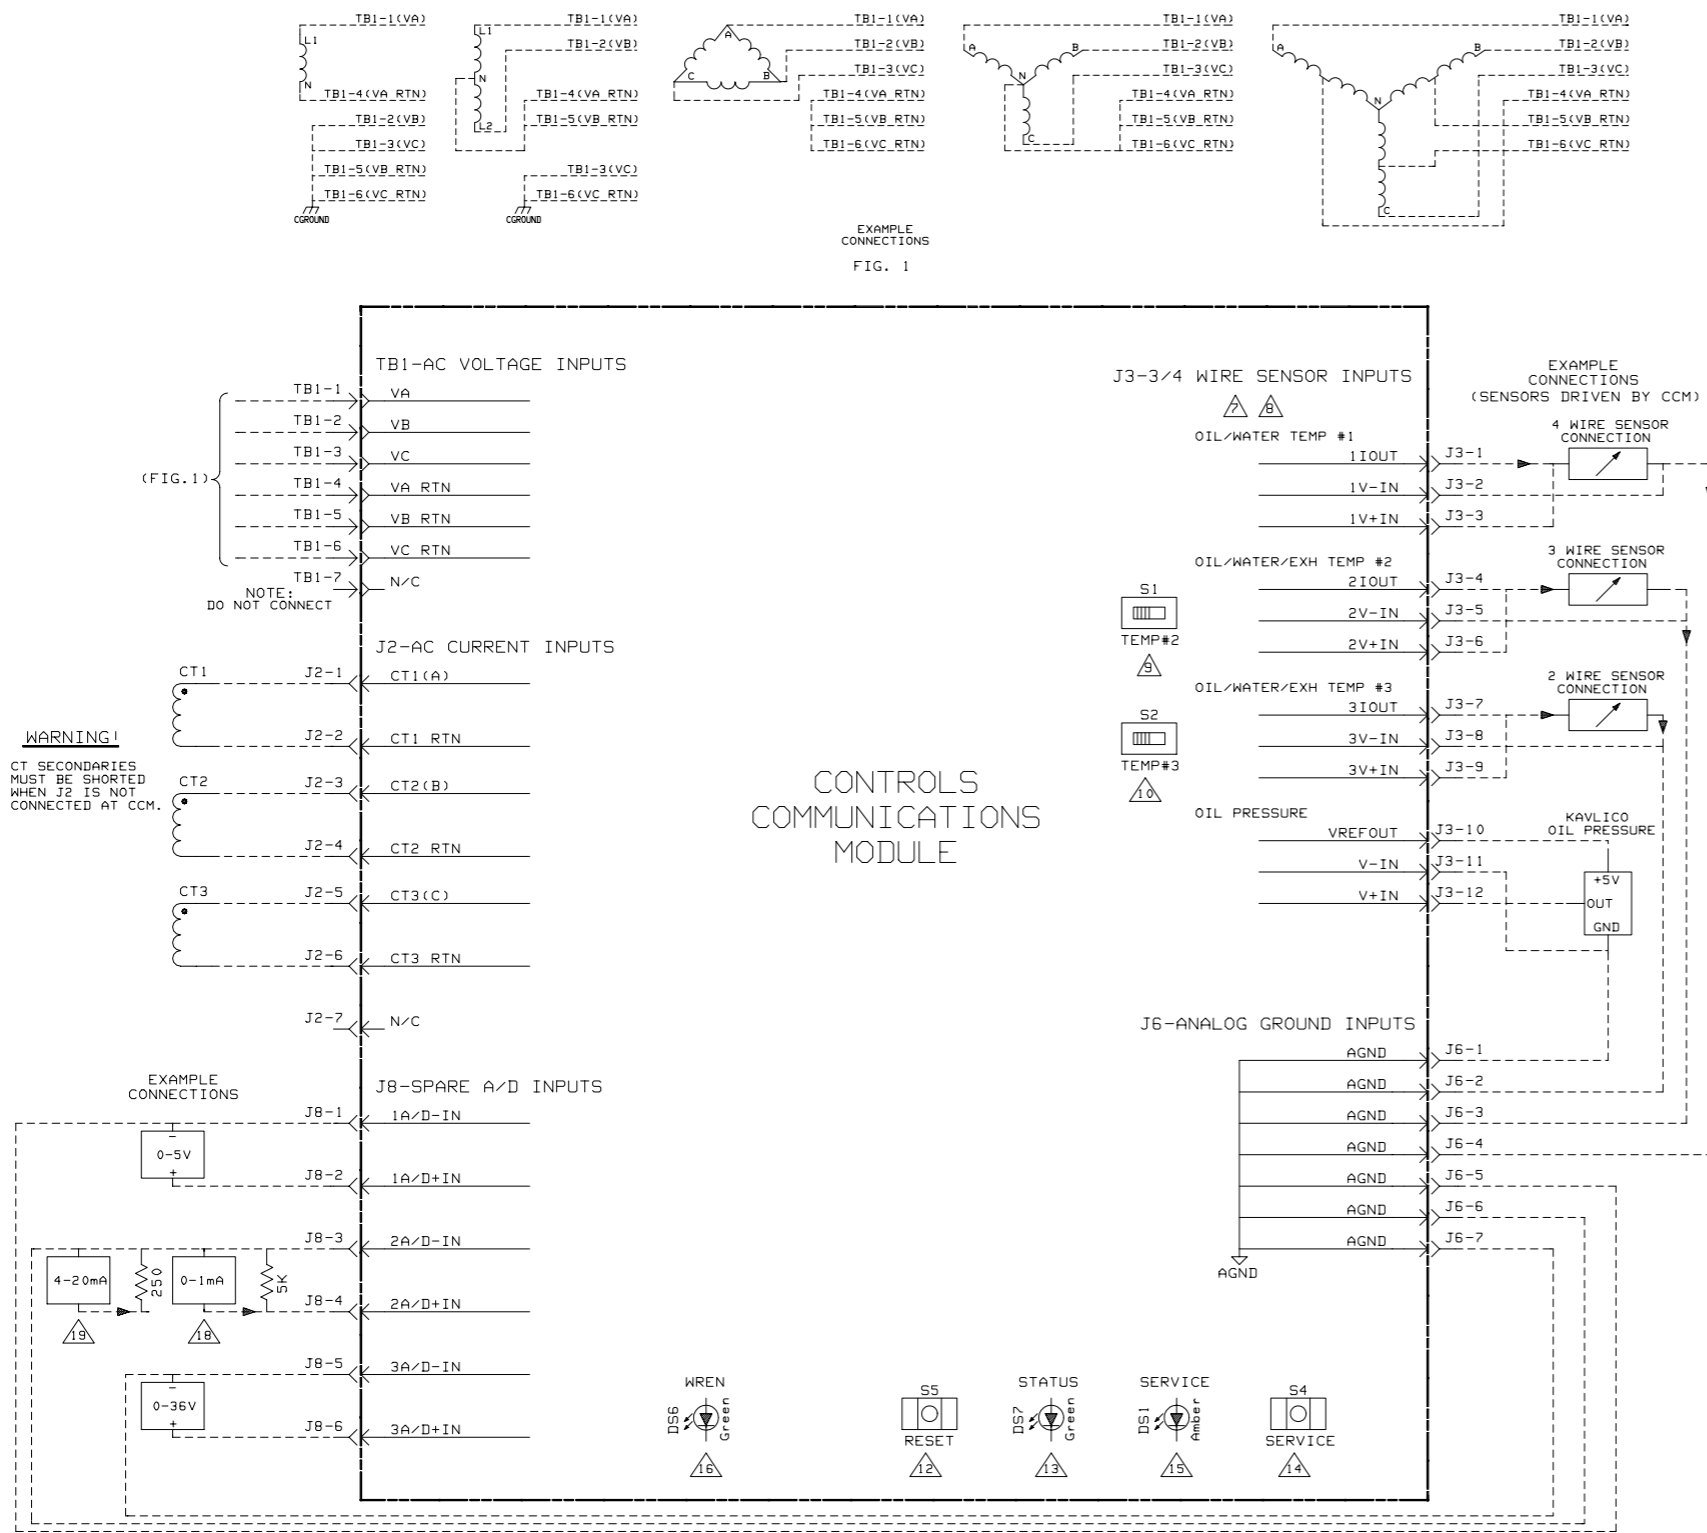 TB1-1(VA)
L1
N
TB1-4(VA RTN)
TB1-2(VB)
TB1-3(VC)
TB1-5(VB RTN)
TB1-6(VC RTN)
CGROUND
TB1-1(VA)
L1
TB1-2(VB)
N
TB1-4(VA RTN)
L2
TB1-5(VB RTN)
TB1-3(VC)
TB1-6(VC RTN)
CGROUND
TB1-1(VA)
A
TB1-2(VB)
C
B
TB1-3(VC)
TB1-4(VA RTN)
TB1-5(VB RTN)
TB1-6(VC RTN)
TB1-1(VA)
A
B
TB1-2(VB)
TB1-3(VC)
N
TB1-4(VA RTN)
TB1-5(VB RTN)
C
TB1-6(VC RTN)
TB1-1(VA)
A
B
TB1-2(VB)
TB1-3(VC)
N
TB1-4(VA RTN)
TB1-5(VB RTN)
TB1-6(VC RTN)
C
EXAMPLE
CONNECTIONS
FIG. 1
TB1-AC VOLTAGE INPUTS
(FIG.1)
TB1-1
VA
TB1-2
VB
TB1-3
VC
TB1-4
VA RTN
TB1-5
VB RTN
TB1-6
VC RTN
TB1-7
N/C
NOTE:
DO NOT CONNECT
J2-AC CURRENT INPUTS
CT1
J2-1
CT1(A)
J2-2
CT1 RTN
WARNING!
CT SECONDARIES
MUST BE SHORTED
WHEN J2 IS NOT
CONNECTED AT CCM.
CT2
J2-3
CT2(B)
J2-4
CT2 RTN
CT3
J2-5
CT3(C)
J2-6
CT3 RTN
J2-7
N/C
EXAMPLE
CONNECTIONS
J8-SPARE A/D INPUTS
J8-1
1A/D-IN
-
0-5V
+
J8-2
1A/D+IN
J8-3
2A/D-IN
4-20mA
250
0-1mA
5K
J8-4
2A/D+IN
19
18
J8-5
3A/D-IN
-
0-36V
+
J8-6
3A/D+IN
CONTROLS
COMMUNICATIONS
MODULE
J3-3/4 WIRE SENSOR INPUTS
7
8
EXAMPLE
CONNECTIONS
(SENSORS DRIVEN BY CCM)
OIL/WATER TEMP #1
4 WIRE SENSOR
CONNECTION
1IOUT
J3-1
1V-IN
J3-2
1V+IN
J3-3
OIL/WATER/EXH TEMP #2
3 WIRE SENSOR
CONNECTION
S1
TEMP#2
9
2IOUT
J3-4
2V-IN
J3-5
2V+IN
J3-6
OIL/WATER/EXH TEMP #3
2 WIRE SENSOR
CONNECTION
S2
TEMP#3
10
3IOUT
J3-7
3V-IN
J3-8
3V+IN
J3-9
OIL PRESSURE
KAVLICO
OIL PRESSURE
VREFOUT
J3-10
V-IN
J3-11
V+IN
J3-12
+5V
OUT
GND
J6-ANALOG GROUND INPUTS
AGND
J6-1
AGND
J6-2
AGND
J6-3
AGND
J6-4
AGND
J6-5
AGND
J6-6
AGND
J6-7
AGND
WREN
DS6
Green
16
S5
RESET
12
STATUS
DS7
Green
13
SERVICE
DS1
Amber
15
S4
SERVICE
14